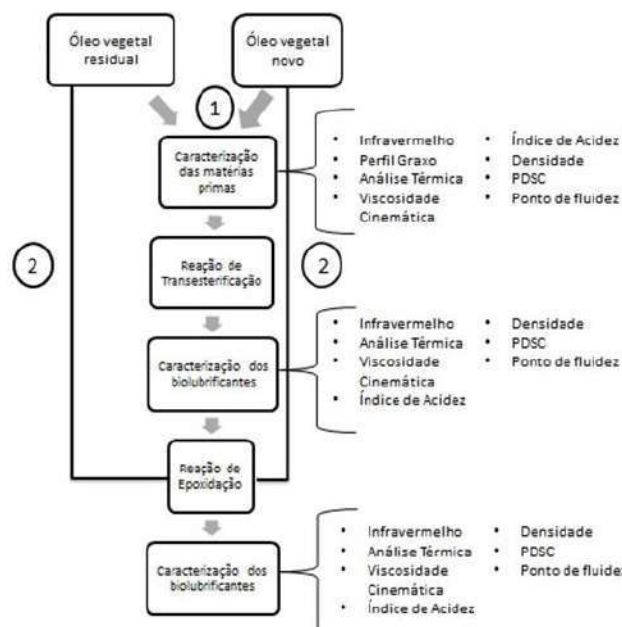 Óleo vegetal
residual
Óleo vegetal
novo
1
Caracterização
das matérias
primas
• Infravermelho
• Perfil Graxo
• Análise Térmica
• Viscosidade
Cinemática
• Índice de Acidez
• Densidade
• PDSC
• Ponto de fluidez
2
2
Reação de
Transesterificação
Caracterização dos
biolubrificantes
• Infravermelho
• Análise Térmica
• Viscosidade
Cinemática
• Índice de Acidez
• Densidade
• PDSC
• Ponto de fluidez
Reação de
Epoxidação
Caracterização dos
biolubrificantes
• Infravermelho
• Análise Térmica
• Viscosidade
Cinemática
• Índice de Acidez
• Densidade
• PDSC
• Ponto de fluidez